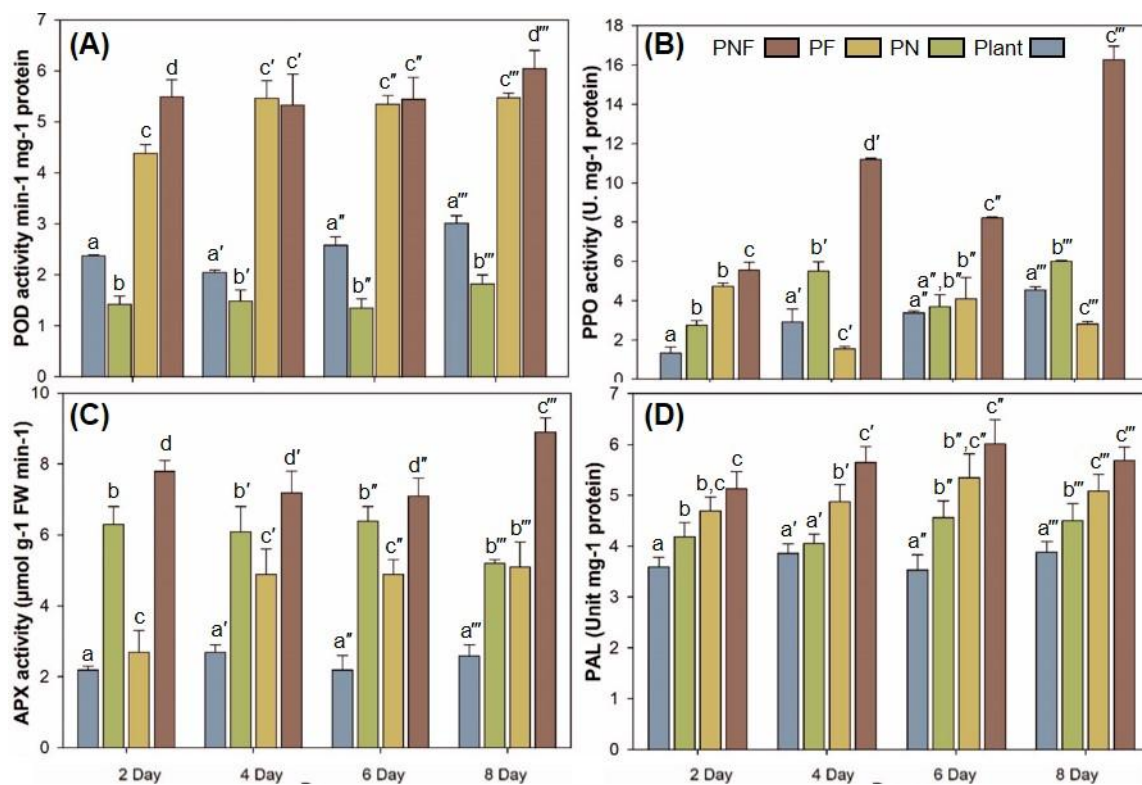 (A)
POD activity min-1 mg-1 protein
7
6
5
4
3
2
1
0
a
b
c
d
a′
b′
c′
c′
a″
b″
c″
c″
a‴
b‴
c‴
d‴
(B)
PNF PF PN Plant
PPO activity (U. mg-1 protein)
18
16
14
12
10
8
6
4
2
0
a
b
b
c
a′
b′
c′
d′
a″
a″,b″
b″
c″
a‴
b‴
c‴
c‴
(C)
APX activity (µmol g-1 FW min-1)
10
8
6
4
2
0
a
b
c
d
a′
b′
c′
d′
a″
b″
c″
d″
a‴
b‴
b‴
c‴
2 Day 4 Day 6 Day 8 Day
(D)
PAL (Unit mg-1 protein)
7
6
5
4
3
2
1
0
a
b
b,c
c
a′
a′
b′
c′
a″
b″
b″,c″
c″
a‴
b‴
c‴
c‴
2 Day 4 Day 6 Day 8 Day